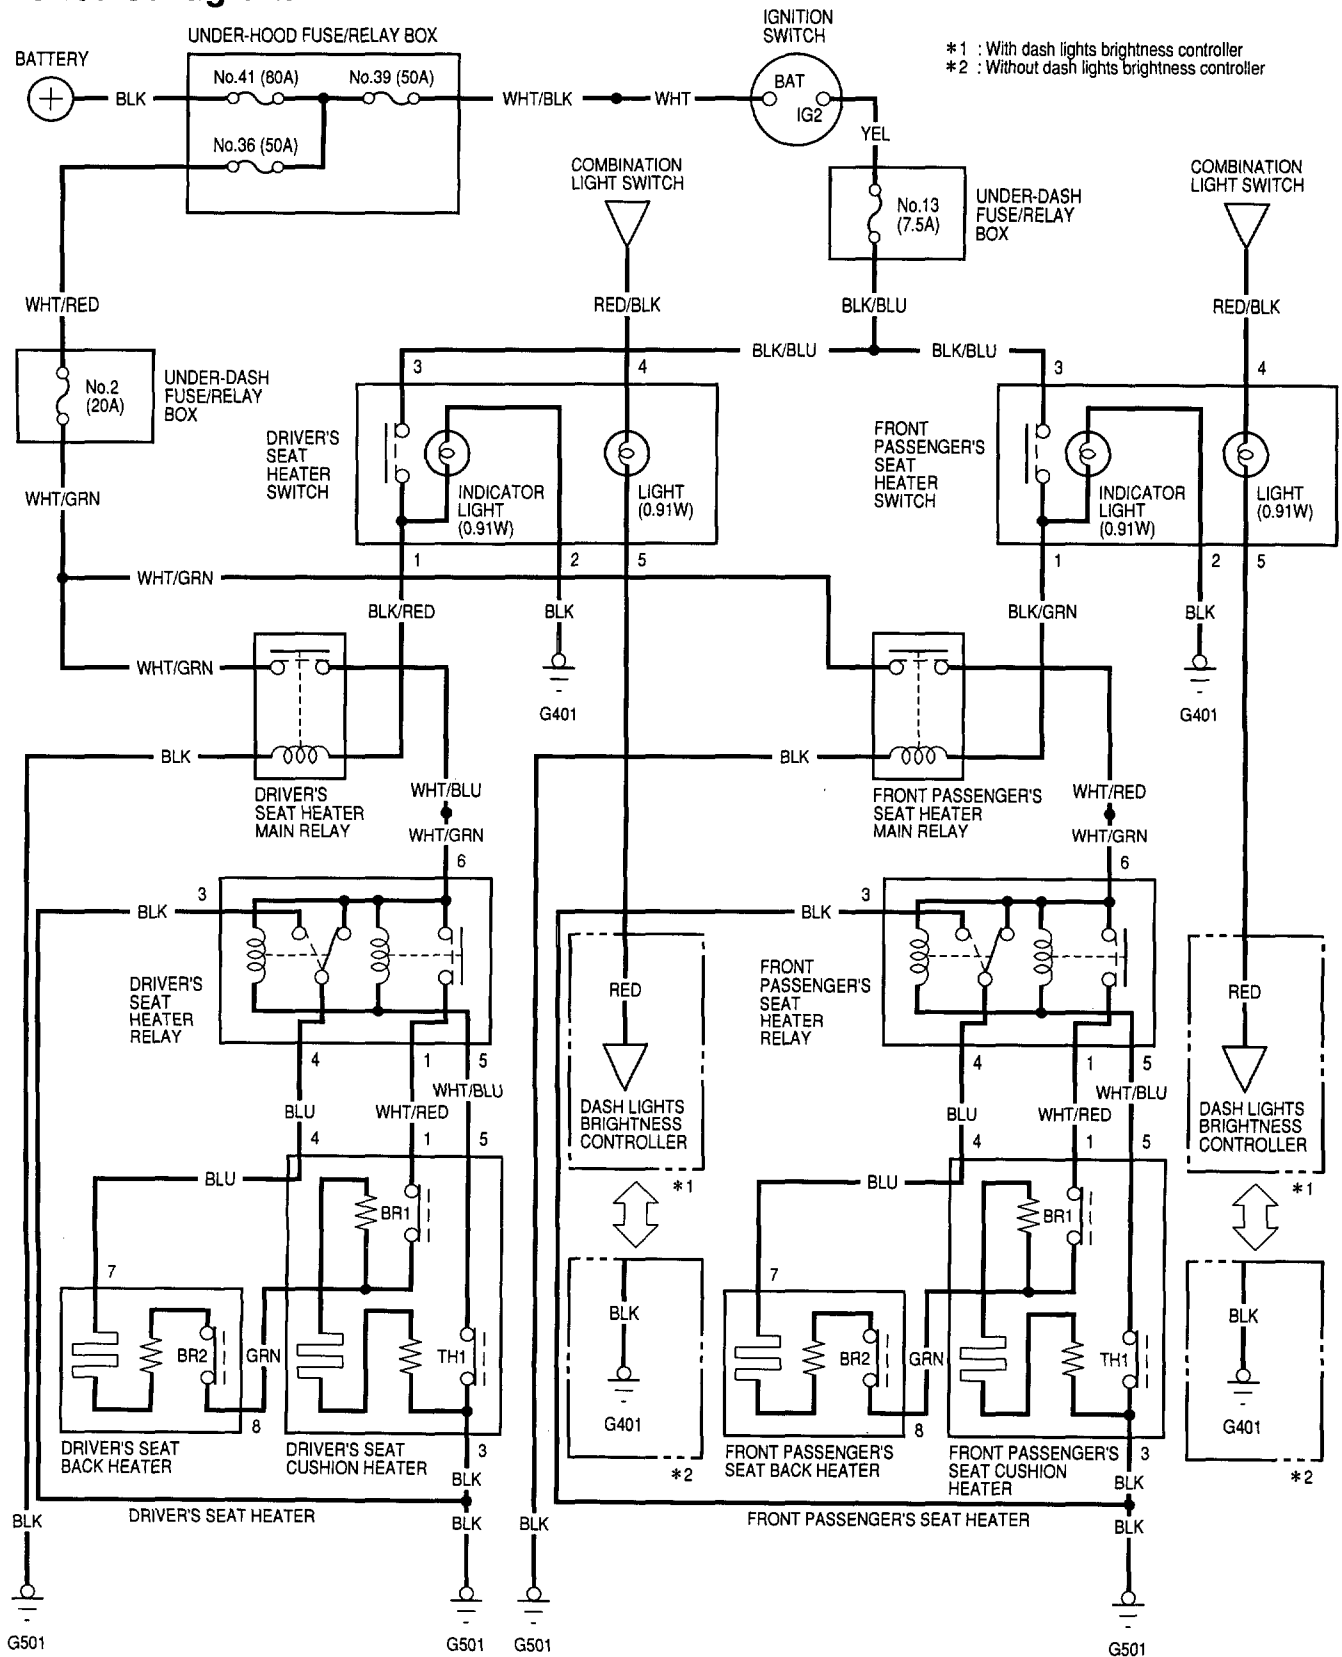 UNDER-HOOD FUSE/RELAY BOX
BATTERY
BLK
No.41 (80A)
No.39 (50A)
No.36 (50A)
WHT/BLK
WHT
IGNITION
SWITCH
BAT
IG2
YEL
*1 : With dash lights brightness controller
*2 : Without dash lights brightness controller
COMBINATION
LIGHT SWITCH
No.13
(7.5A)
UNDER-DASH
FUSE/RELAY
BOX
COMBINATION
LIGHT SWITCH
WHT/RED
RED/BLK
BLK/BLU
RED/BLK
No.2
(20A)
UNDER-DASH
FUSE/RELAY
BOX
3
4
BLK/BLU
BLK/BLU
3
4
DRIVER'S
SEAT
HEATER
SWITCH
INDICATOR
LIGHT
(0.91W)
LIGHT
(0.91W)
FRONT
PASSENGER'S
SEAT
HEATER
SWITCH
INDICATOR
LIGHT
(0.91W)
LIGHT
(0.91W)
WHT/GRN
1
2
5
1
2
5
WHT/GRN
BLK/RED
BLK
BLK/GRN
BLK
WHT/GRN
G401
G401
BLK
BLK
DRIVER'S
SEAT HEATER
MAIN RELAY
WHT/BLU
WHT/GRN
6
FRONT PASSENGER'S
SEAT HEATER
MAIN RELAY
WHT/RED
WHT/GRN
6
3
BLK
3
BLK
DRIVER'S
SEAT
HEATER
RELAY
RED
FRONT
PASSENGER'S
SEAT
HEATER
RELAY
RED
4
1
5
4
1
5
WHT/BLU
WHT/BLU
BLU
WHT/RED
DASH LIGHTS
BRIGHTNESS
CONTROLLER
BLU
WHT/RED
DASH LIGHTS
BRIGHTNESS
CONTROLLER
4
1
5
4
1
5
BLU
*1
BLU
*1
BR1
BR1
7
7
BLK
BLK
BR2
GRN
TH1
BR2
GRN
TH1
8
G401
8
G401
DRIVER'S SEAT
BACK HEATER
DRIVER'S SEAT
CUSHION HEATER
3
*2
FRONT PASSENGER'S
SEAT BACK HEATER
FRONT PASSENGER'S
SEAT CUSHION
HEATER
3
*2
BLK
BLK
DRIVER'S SEAT HEATER
FRONT PASSENGER'S SEAT HEATER
BLK
BLK
BLK
BLK
G501
G501
G501
G501